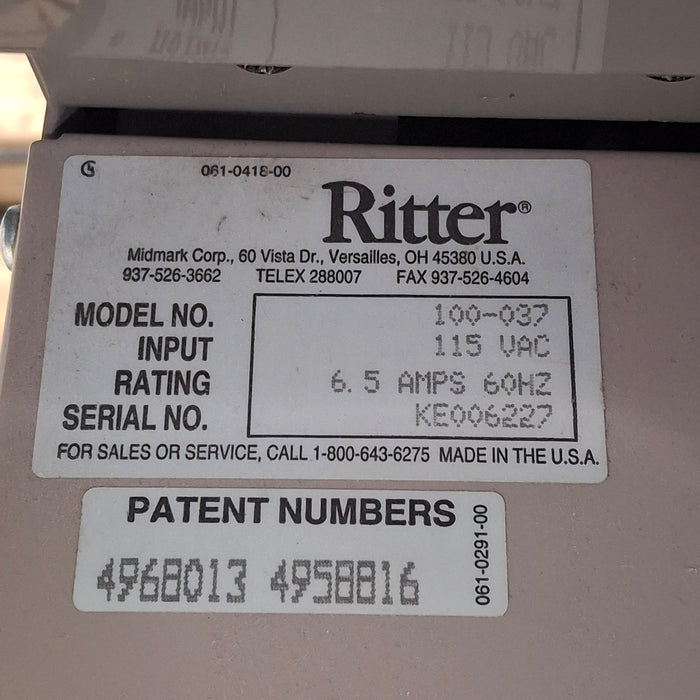 061-0418-00
Ritter®
Midmark Corp., 60 Vista Dr., Versailles, OH 45380 U.S.A.
937-526-3662 TELEX 288007 FAX 937-526-4604
MODEL NO. 100-037
INPUT 115 VAC
RATING 6.5 AMPS 60HZ
SERIAL NO. KE006227
FOR SALES OR SERVICE, CALL 1-800-643-6275 MADE IN THE U.S.A.
PATENT NUMBERS
4968013 4958816
061-0291-00